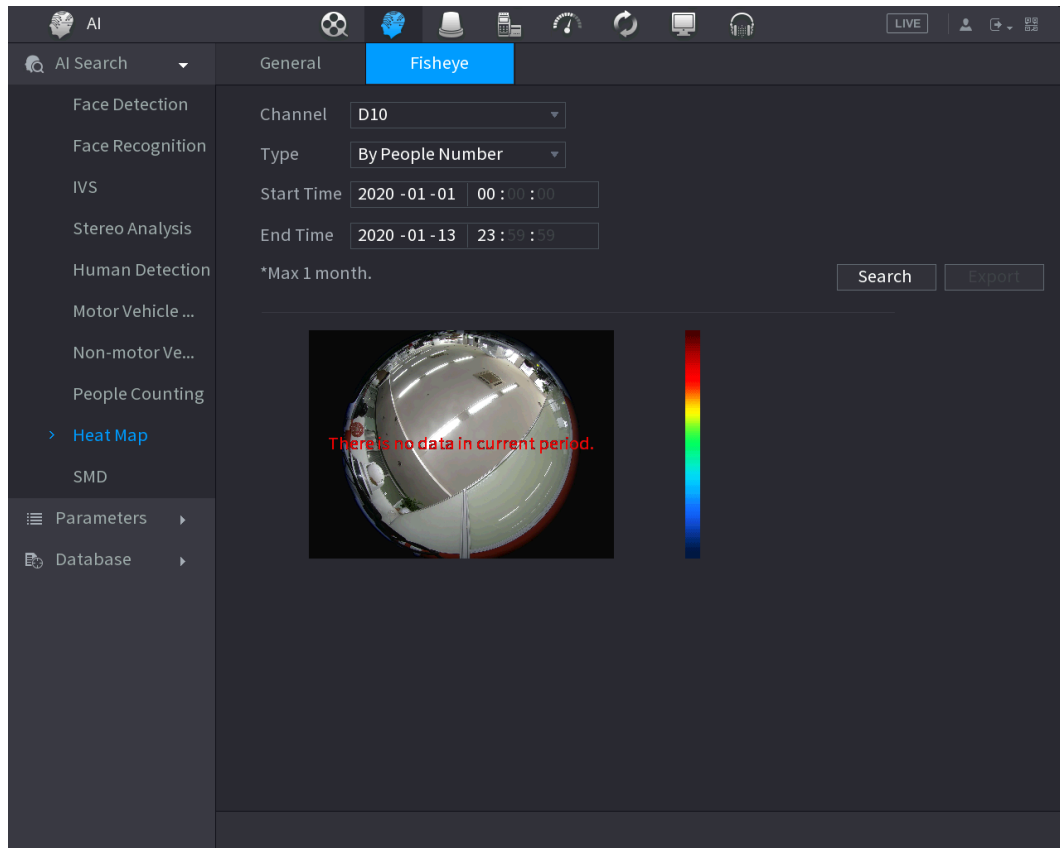 AI
LIVE
AI Search
General
Fisheye
Face Detection
Face Recognition
IVS
Stereo Analysis
Human Detection
Motor Vehicle ...
Non-motor Ve...
People Counting
Heat Map
SMD
Parameters
Database
Channel D10
Type By People Number
Start Time 2020 -01 -01 00 : 00 : 00
End Time 2020 -01 -13 23 : 59 : 59
*Max 1 month.
Search
Export
There is no data in current period.